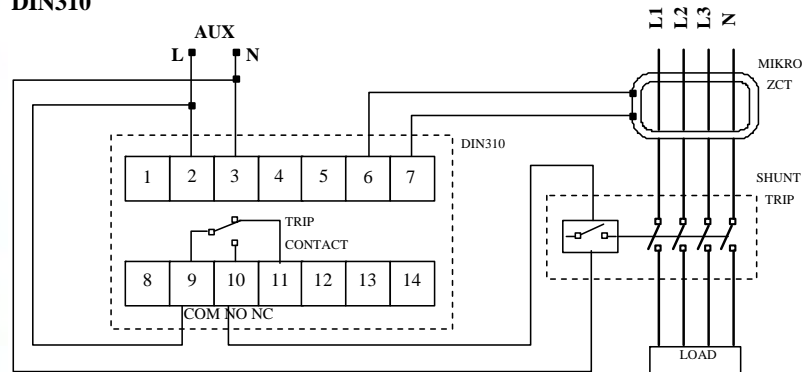 DIN310
AUX
L N
L1 L2 L3 N
MIKRO
ZCT
DIN310
1 2 3 4 5 6 7
SHUNT
TRIP
TRIP
CONTACT
8 9 10 11 12 13 14
COM NO NC
LOAD